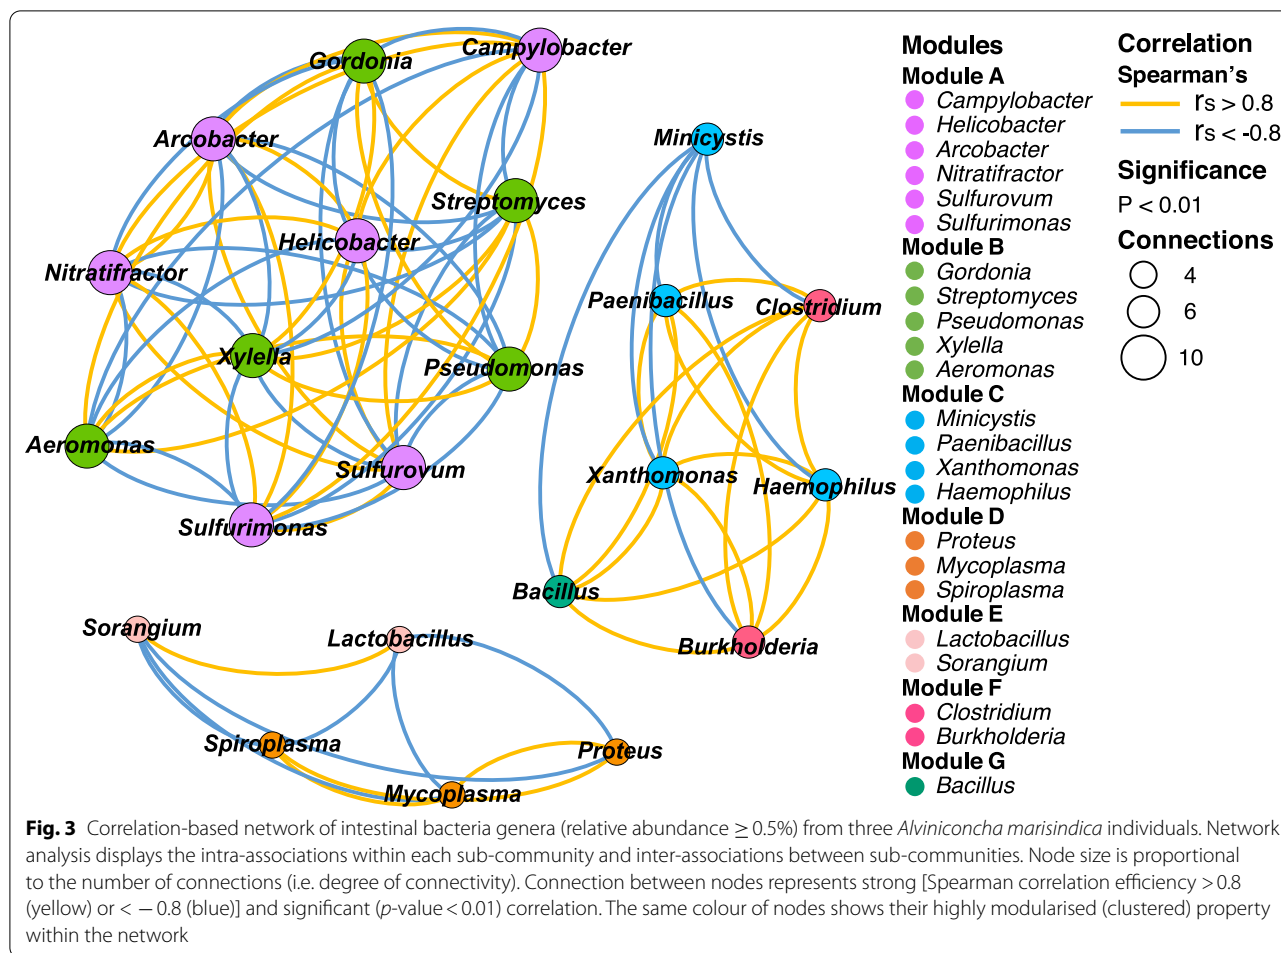 Gordonia
Campylobacter
Arcobacter
Minicystis
Streptomyces
Helicobacter
Nitratifractor
Paenibacillus
Clostridium
Xylella
Pseudomonas
Aeromonas
Sulfurovum
Xanthomonas
Haemophilus
Sulfurimonas
Bacillus
Sorangium
Lactobacillus
Burkholderia
Spiroplasma
Proteus
Mycoplasma
Modules
Module A
Campylobacter
Helicobacter
Arcobacter
Nitratifractor
Sulfurovum
Sulfurimonas
Module B
Gordonia
Streptomyces
Pseudomonas
Xylella
Aeromonas
Module C
Minicystis
Paenibacillus
Xanthomonas
Haemophilus
Module D
Proteus
Mycoplasma
Spiroplasma
Module E
Lactobacillus
Sorangium
Module F
Clostridium
Burkholderia
Module G
Bacillus
Correlation
Spearman's
rs > 0.8
rs < -0.8
Significance
P < 0.01
Connections
4
6
10
Fig. 3 Correlation-based network of intestinal bacteria genera (relative abundance ≥ 0.5%) from three Alviniconcha marisindica individuals. Network
analysis displays the intra-associations within each sub-community and inter-associations between sub-communities. Node size is proportional
to the number of connections (i.e. degree of connectivity). Connection between nodes represents strong [Spearman correlation efficiency > 0.8
(yellow) or < − 0.8 (blue)] and significant (p-value < 0.01) correlation. The same colour of nodes shows their highly modularised (clustered) property
within the network